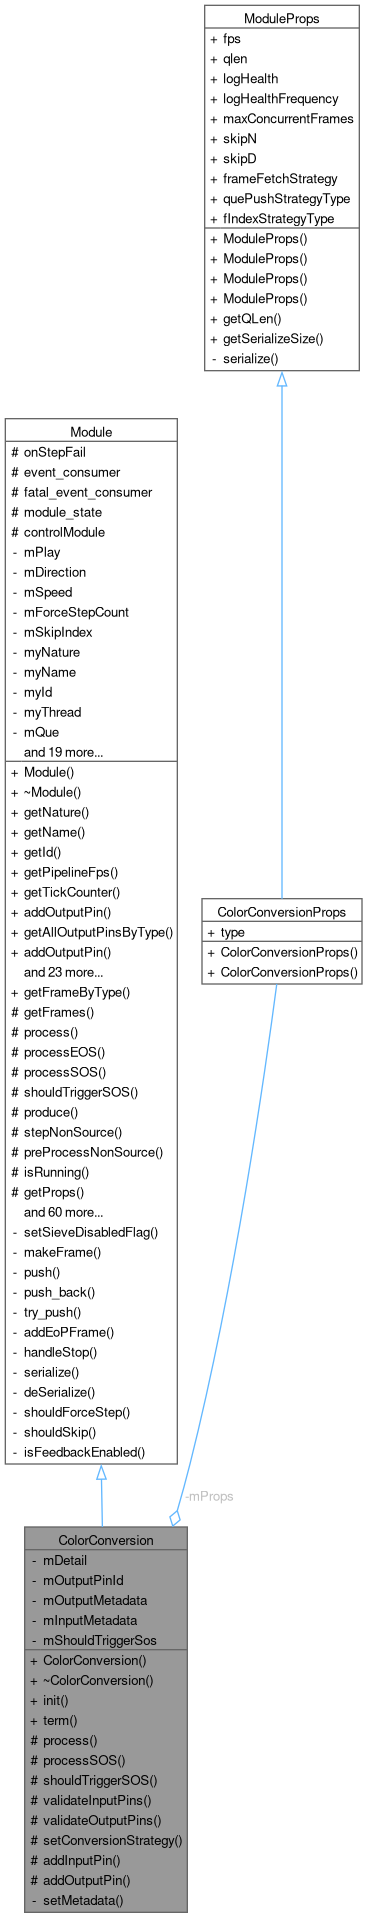 ModuleProps
+ fps
+ qlen
+ logHealth
+ logHealthFrequency
+ maxConcurrentFrames
+ skipN
+ skipD
+ frameFetchStrategy
+ quePushStrategyType
+ fIndexStrategyType
+ ModuleProps()
+ ModuleProps()
+ ModuleProps()
+ ModuleProps()
+ getQLen()
+ getSerializeSize()
- serialize()
Module
# onStepFail
# event_consumer
# fatal_event_consumer
# module_state
# controlModule
- mPlay
- mDirection
- mSpeed
- mForceStepCount
- mSkipIndex
- myNature
- myName
- myId
- myThread
- mQue
and 19 more...
+ Module()
+ ~Module()
+ getNature()
+ getName()
+ getId()
+ getPipelineFps()
+ getTickCounter()
+ addOutputPin()
+ getAllOutputPinsByType()
+ addOutputPin()
and 23 more...
+ getFrameByType()
# getFrames()
# process()
# processEOS()
# processSOS()
# shouldTriggerSOS()
# produce()
# stepNonSource()
# preProcessNonSource()
# isRunning()
# getProps()
and 60 more...
- setSieveDisabledFlag()
- makeFrame()
- push()
- push_back()
- try_push()
- addEoPFrame()
- handleStop()
- serialize()
- deSerialize()
- shouldForceStep()
- shouldSkip()
- isFeedbackEnabled()
ColorConversionProps
+ type
+ ColorConversionProps()
+ ColorConversionProps()
-mProps
ColorConversion
- mDetail
- mOutputPinId
- mOutputMetadata
- mInputMetadata
- mShouldTriggerSos
+ ColorConversion()
+ ~ColorConversion()
+ init()
+ term()
# process()
# processSOS()
# shouldTriggerSOS()
# validateInputPins()
# validateOutputPins()
# setConversionStrategy()
# addInputPin()
# addOutputPin()
- setMetadata()